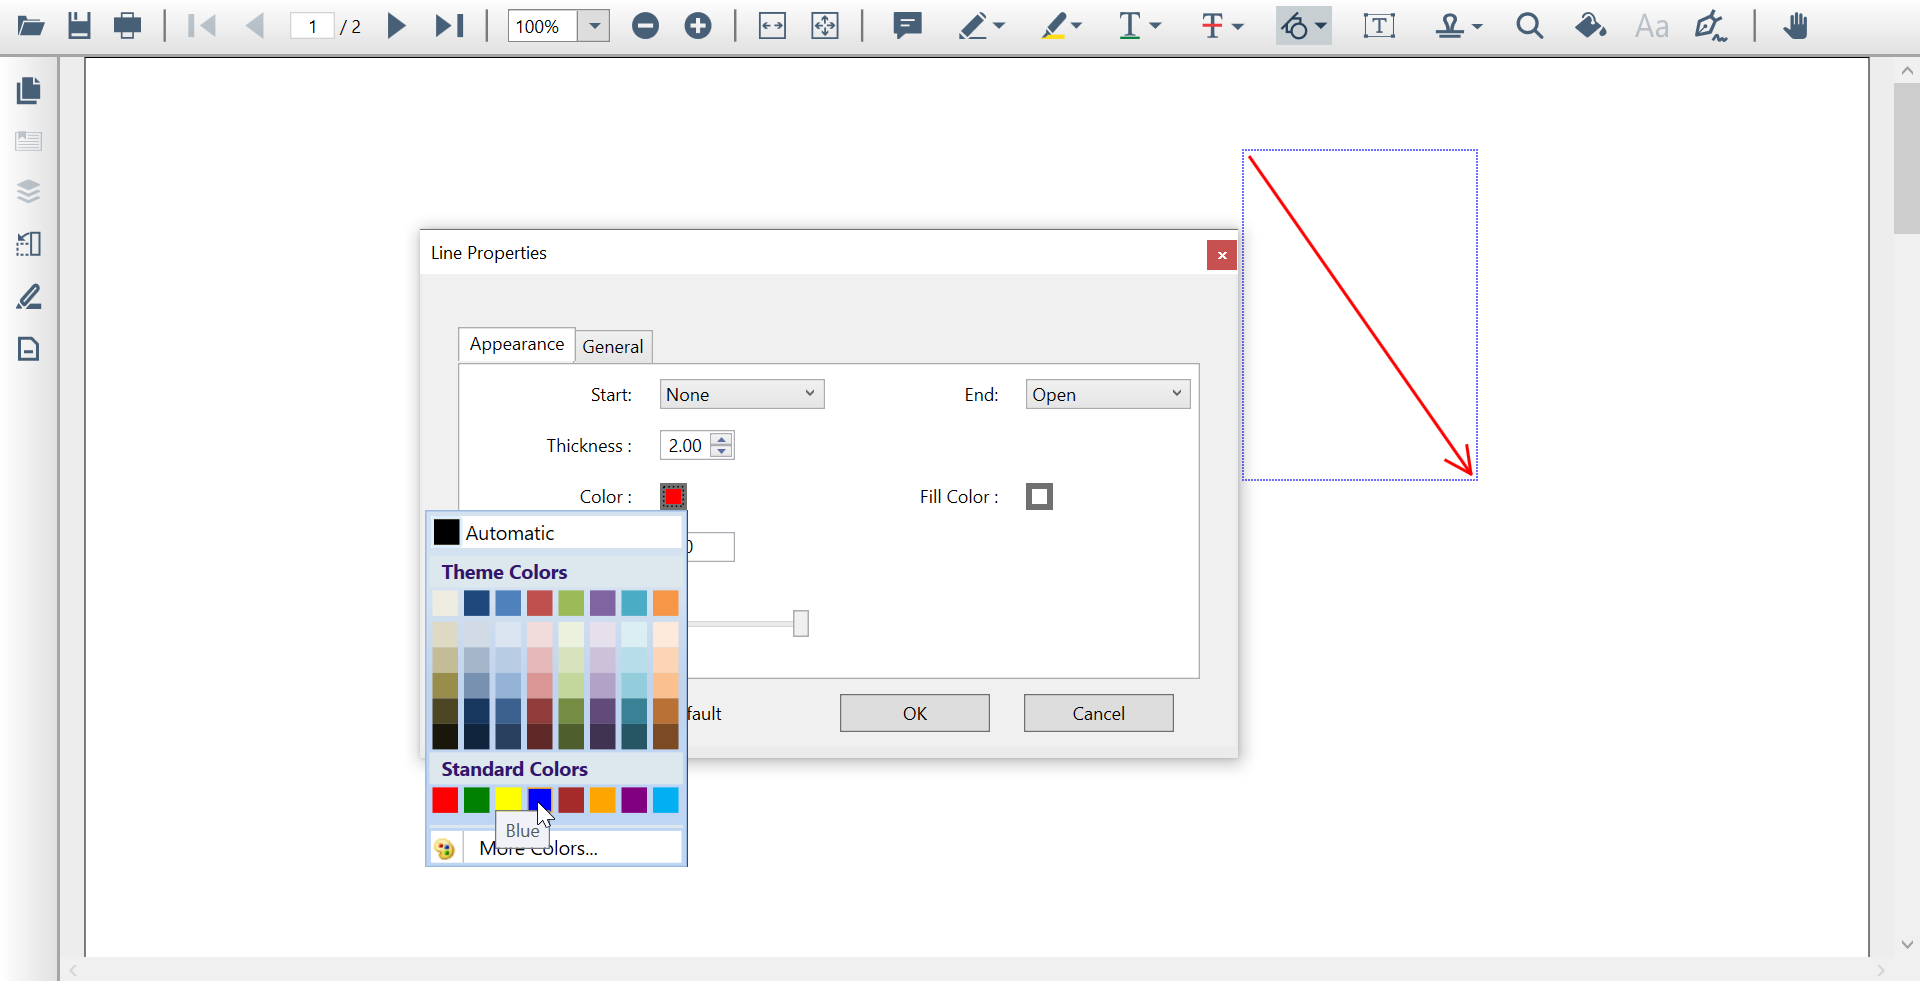 1 / 2
100%
T
T
T
Aa
Line Properties
x
Appearance
General
Start:
None
End:
Open
Thickness :
2.00
Color :
Fill Color :
Automatic
0
Theme Colors
fault
OK
Cancel
Standard Colors
Blue
More Colors...